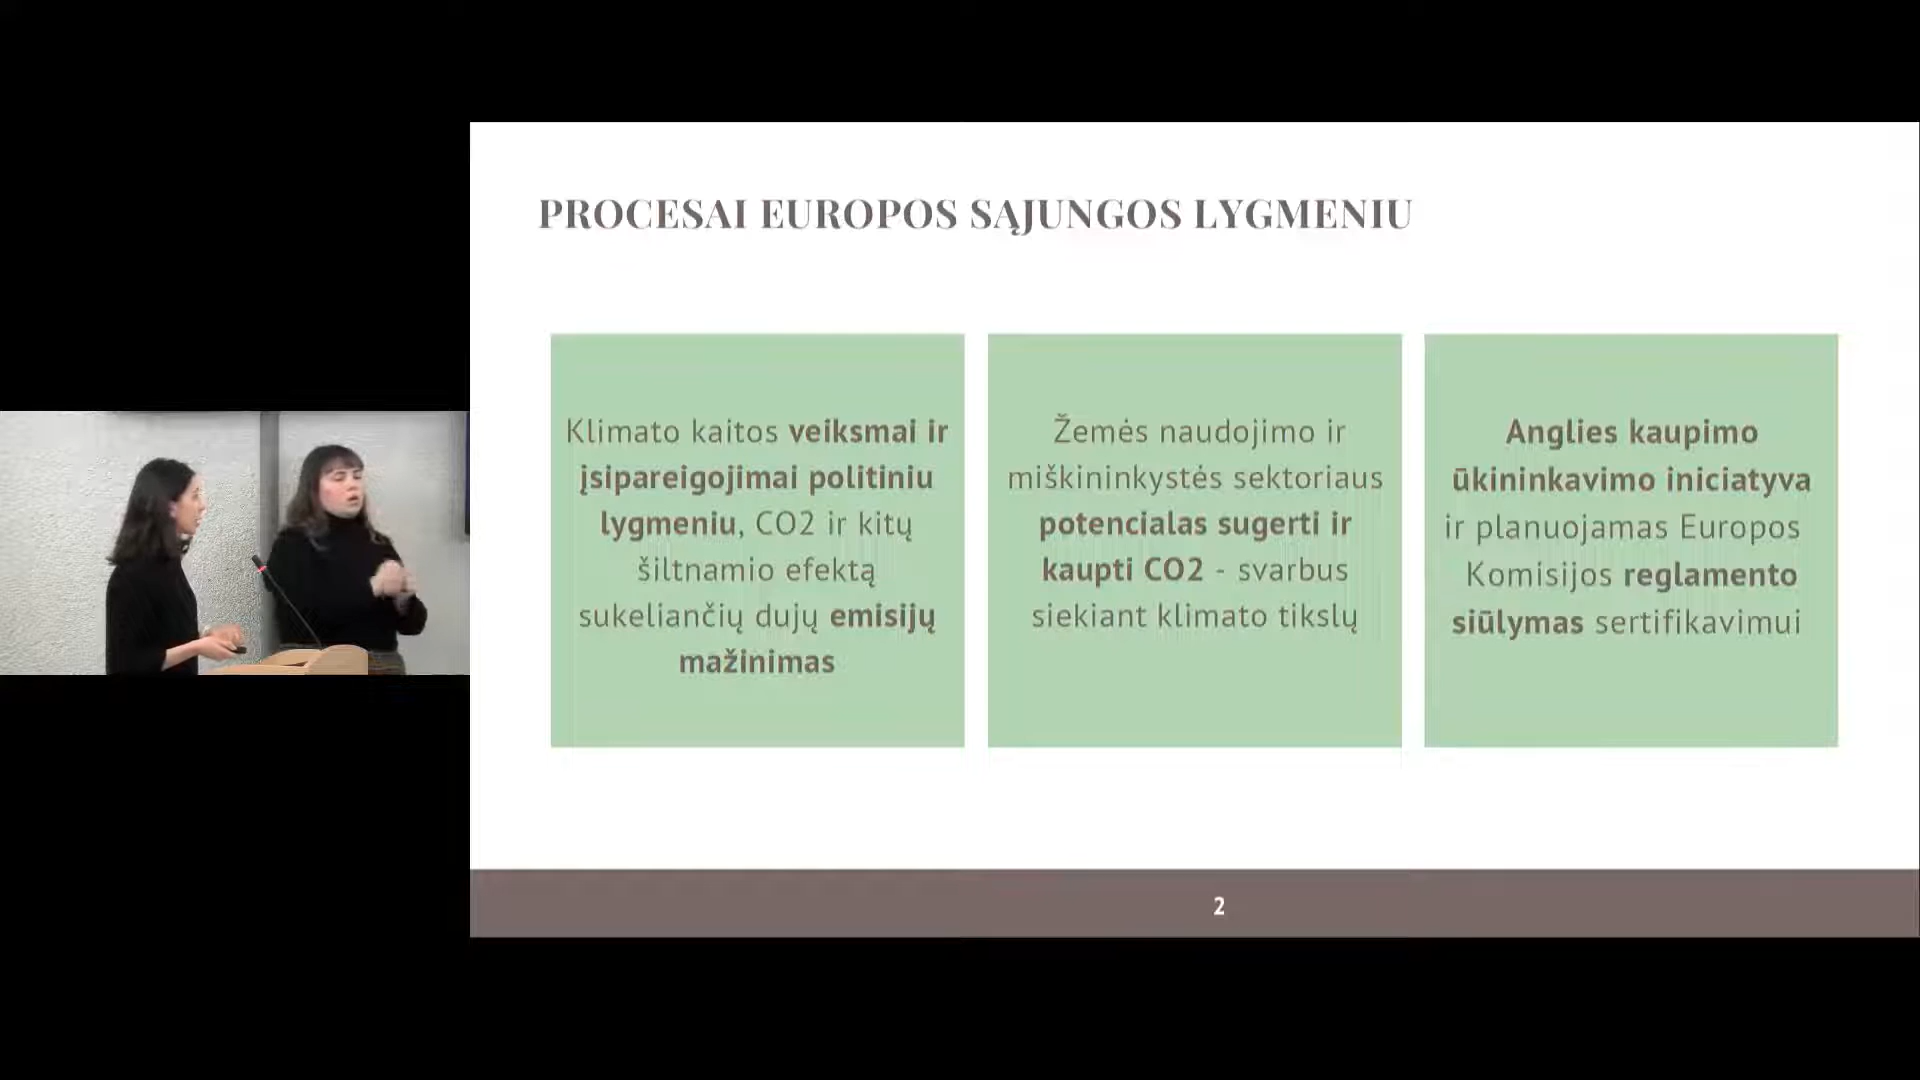 PROCESAI EUROPOS SĄJUNGOS LYGMENIU
Klimato kaitos veiksmai ir
įsipareigojimai politiniu
lygmeniu, CO2 ir kitų
šiltnamio efektą
sukeliančių dujų emisijų
mažinimas
Žemės naudojimo ir
miškininkystės sektoriaus
potencialas sugerti ir
kaupti CO2 - svarbus
siekiant klimato tikslų
Anglies kaupimo
ūkininkavimo iniciatyva
ir planuojamas Europos
Komisijos reglamento
siūlymas sertifikavimui
2